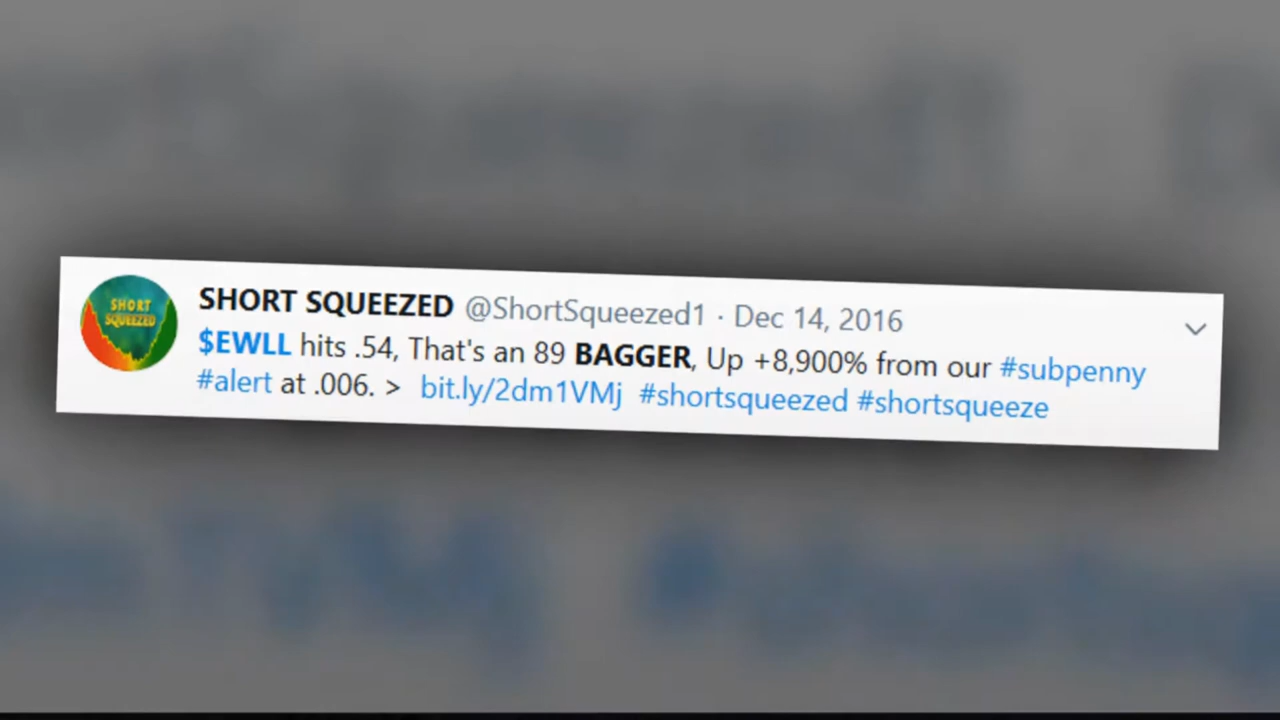 SHORT
SQUEEZED
SHORT SQUEEZED @ShortSqueezed1 · Dec 14, 2016
$EWLL hits .54, That's an 89 BAGGER, Up +8,900% from our #subpenny
#alert at .006. > bit.ly/2dm1VMj #shortsqueezed #shortsqueeze